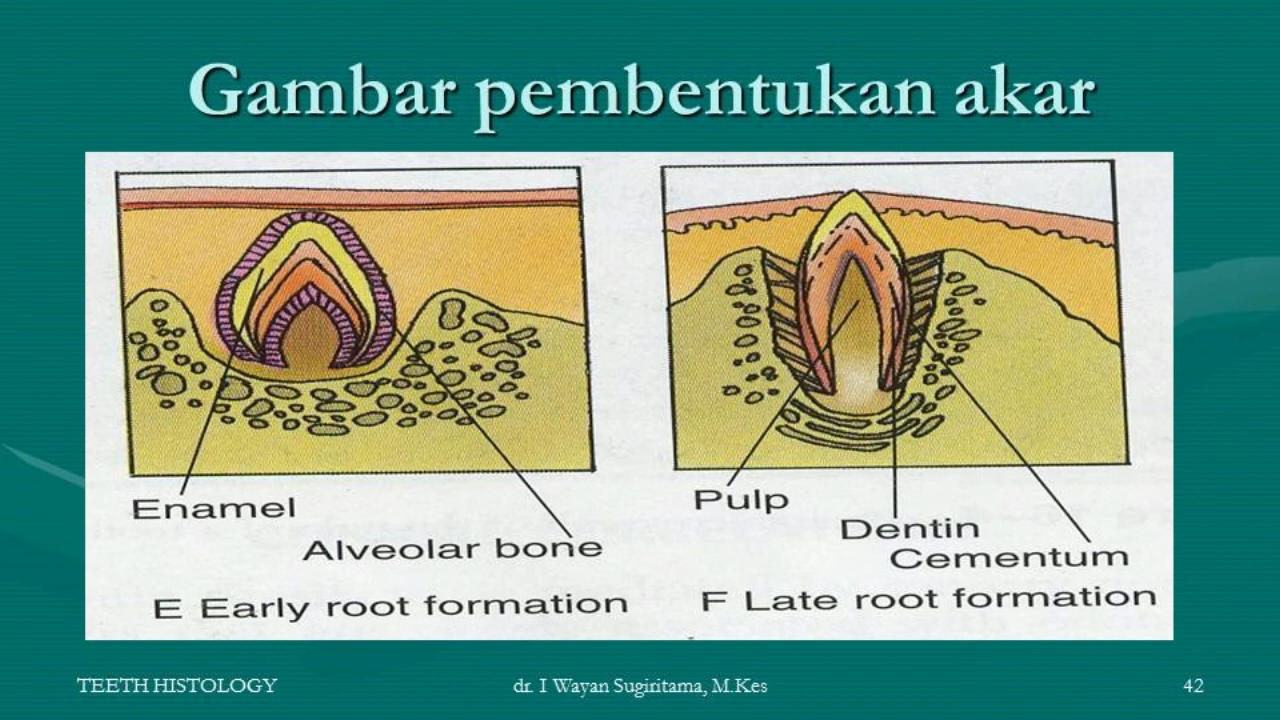 Gambar pembentukan akar
Enamel
Alveolar bone
E Early root formation
Pulp
Dentin
Cementum
F Late root formation
TEETH HISTOLOGY
dr. I Wayan Sugiritama, M.Kes
42